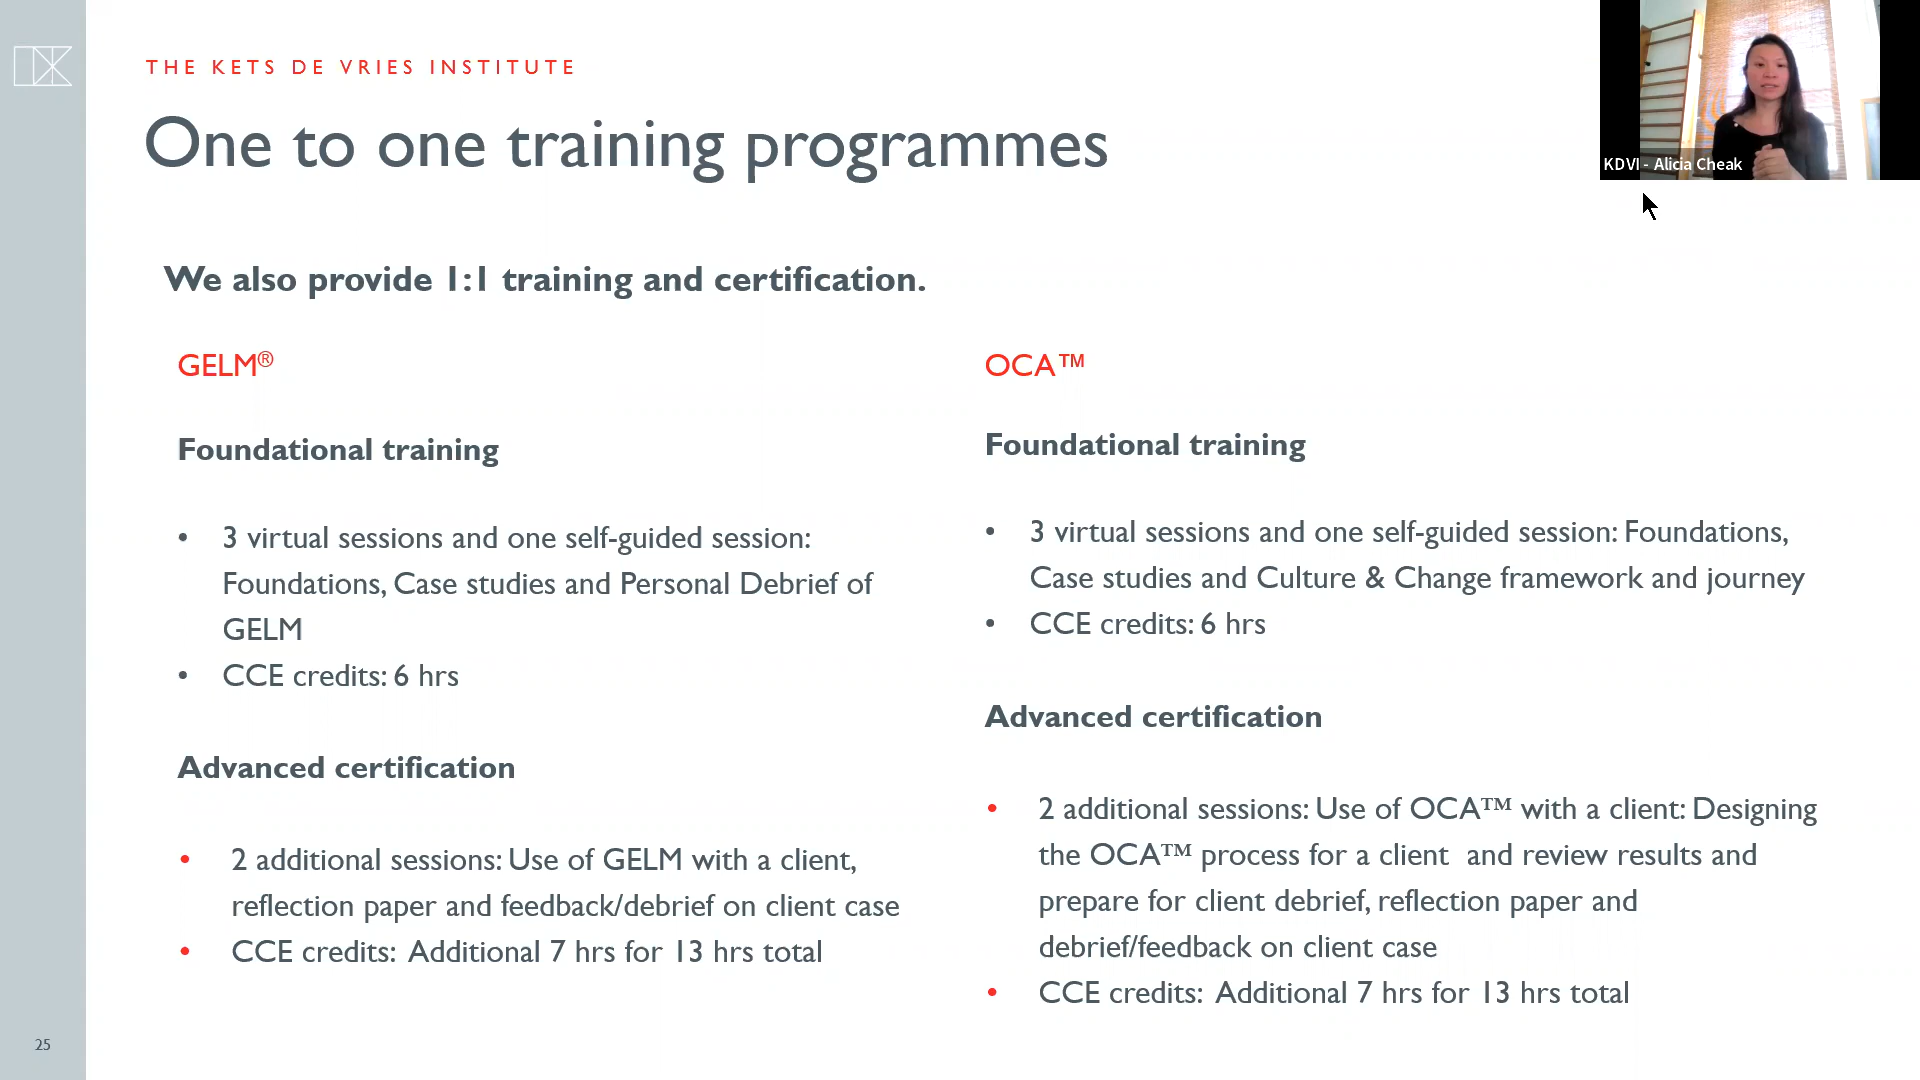 THE KETS DE VRIES INSTITUTE
One to one training programmes
KDVI - Alicia Cheak
We also provide 1:1 training and certification.
GELM®
Foundational training
• 3 virtual sessions and one self-guided session:
Foundations, Case studies and Personal Debrief of
GELM
• CCE credits: 6 hrs
Advanced certification
• 2 additional sessions: Use of GELM with a client,
reflection paper and feedback/debrief on client case
• CCE credits: Additional 7 hrs for 13 hrs total
OCA™
Foundational training
• 3 virtual sessions and one self-guided session: Foundations,
Case studies and Culture & Change framework and journey
• CCE credits: 6 hrs
Advanced certification
• 2 additional sessions: Use of OCA™ with a client: Designing
the OCA™ process for a client and review results and
prepare for client debrief, reflection paper and
debrief/feedback on client case
• CCE credits: Additional 7 hrs for 13 hrs total
25